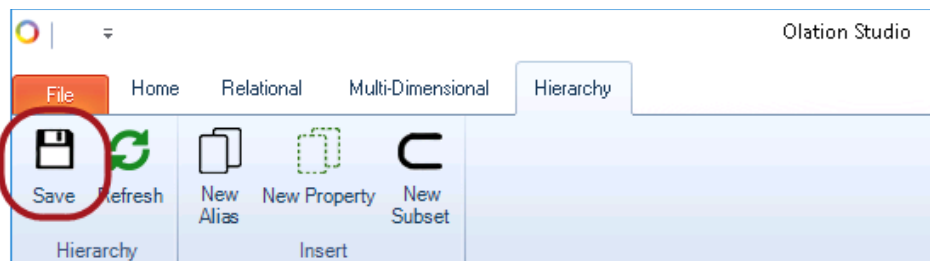 Olation Studio
File Home Relational Multi-Dimensional Hierarchy
Save Refresh New Alias New Property New Subset
Hierarchy Insert